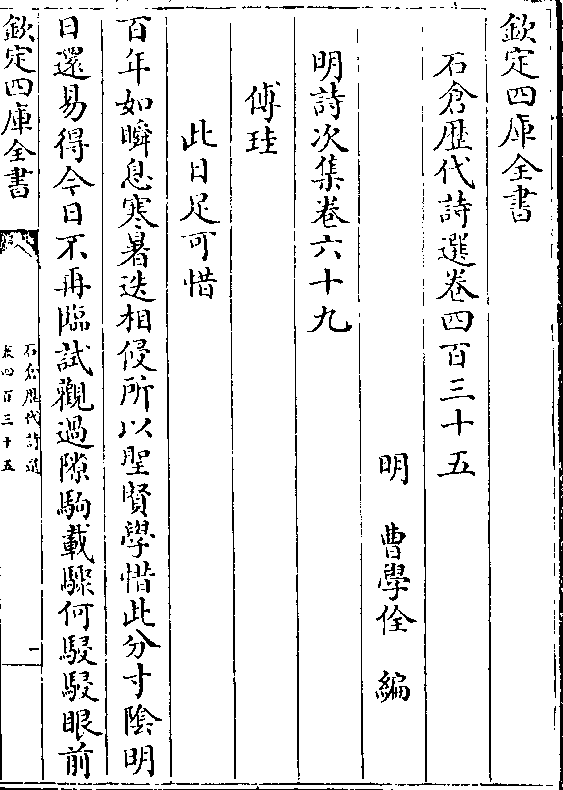 欽定四庫全書
石倉歴代詩選卷四百三十五
明　曹學佺　編
明詩次集卷六十九
傅珪
此日足可惜
百年如瞬息寒暑迭相侵所以聖賢學惜此分寸陰明
日還易得今日不再臨試觀過隙駒載驟何駸駸眼前
欽定四庫全書
石倉歴代詩選
卷四百三十五
一